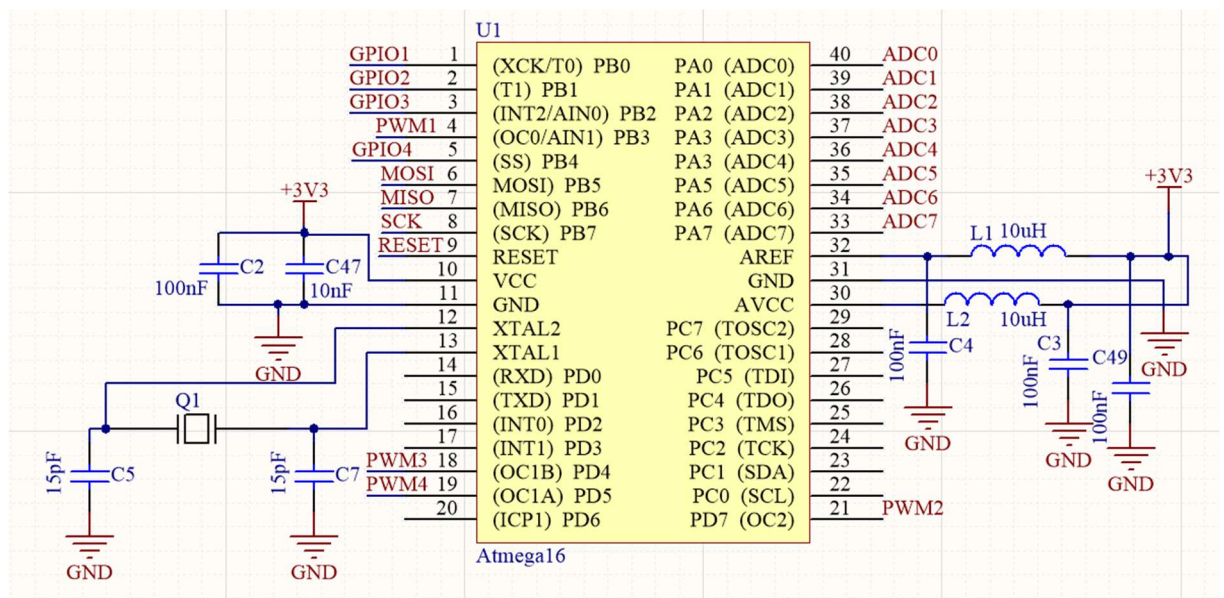 U1
GPIO1 1 (XCK/T0) PB0 PA0 (ADC0) 40 ADC0
GPIO2 2 (T1) PB1 PA1 (ADC1) 39 ADC1
GPIO3 3 (INT2/AIN0) PB2 PA2 (ADC2) 38 ADC2
PWM1 4 (OC0/AIN1) PB3 PA3 (ADC3) 37 ADC3
GPIO4 5 (SS) PB4 PA3 (ADC4) 36 ADC4
MOSI 6 MOSI) PB5 PA5 (ADC5) 35 ADC5
MISO 7 (MISO) PB6 PA6 (ADC6) 34 ADC6
SCK 8 (SCK) PB7 PA7 (ADC7) 33 ADC7
RESET 9 RESET AREF 32
10 VCC GND 31
11 GND AVCC 30
12 XTAL2 PC7 (TOSC2) 29
13 XTAL1 PC6 (TOSC1) 28
14 (RXD) PD0 PC5 (TDI) 27
15 (TXD) PD1 PC4 (TDO) 26
16 (INT0) PD2 PC3 (TMS) 25
17 (INT1) PD3 PC2 (TCK) 24
PWM3 18 (OC1B) PD4 PC1 (SDA) 23
PWM4 19 (OC1A) PD5 PC0 (SCL) 22
20 (ICP1) PD6 PD7 (OC2) 21 PWM2
Atmega16
+3V3
C2
100nF
C47
10nF
GND
Q1
15pF
C5
GND
15pF
C7
GND
+3V3
L1 10uH
L2 10uH
GND
100nF
C4
GND
C3
100nF
GND
C49
100nF
GND